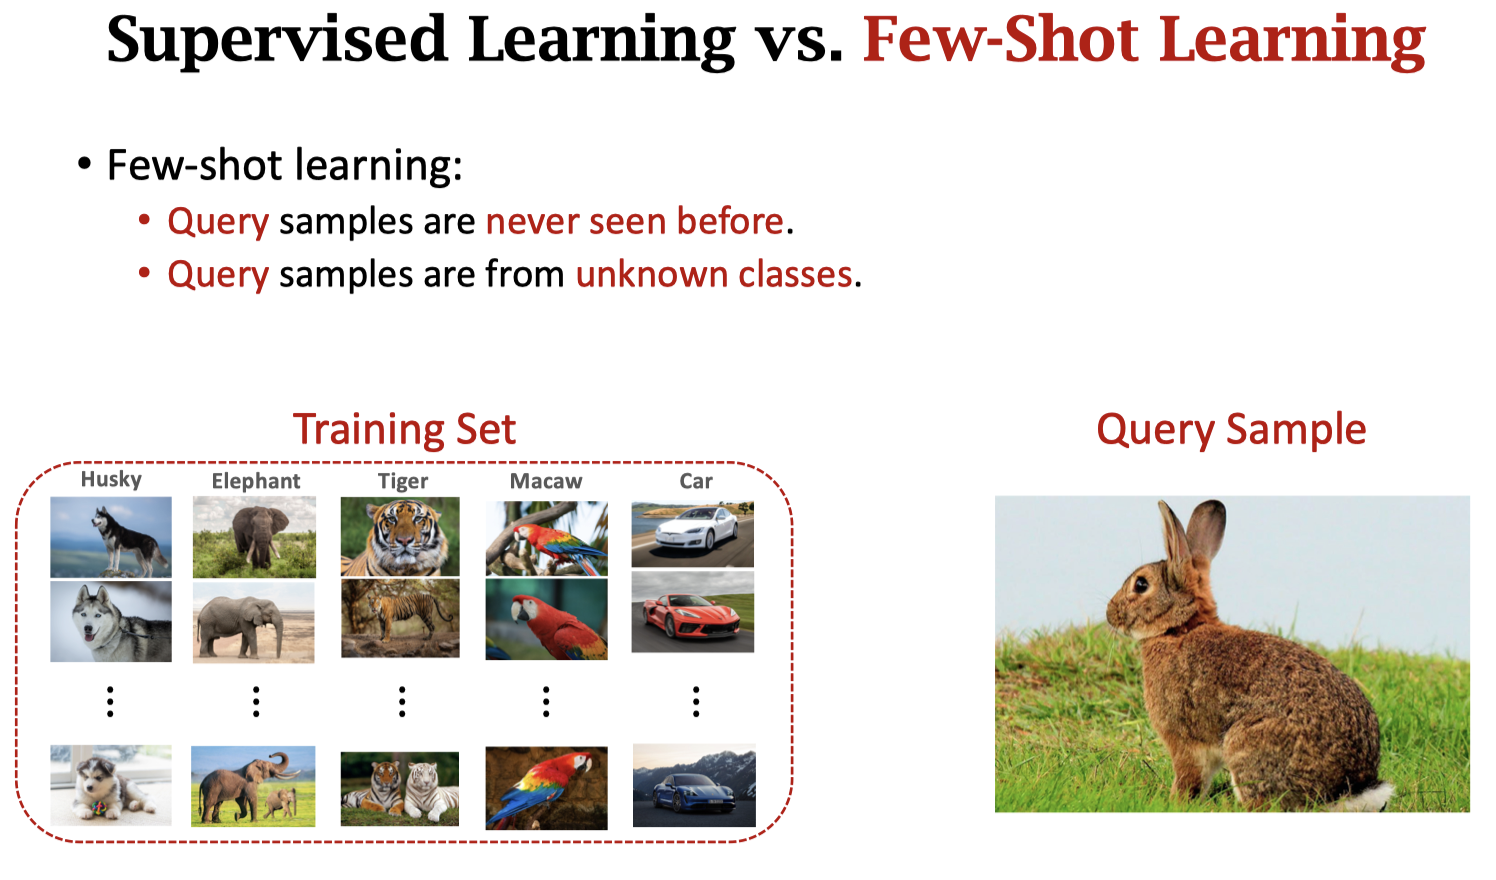 Supervised Learning vs. Few-Shot Learning
• Few-shot learning:
• Query samples are never seen before.
• Query samples are from unknown classes.
Training Set
Husky Elephant Tiger Macaw Car
Query Sample